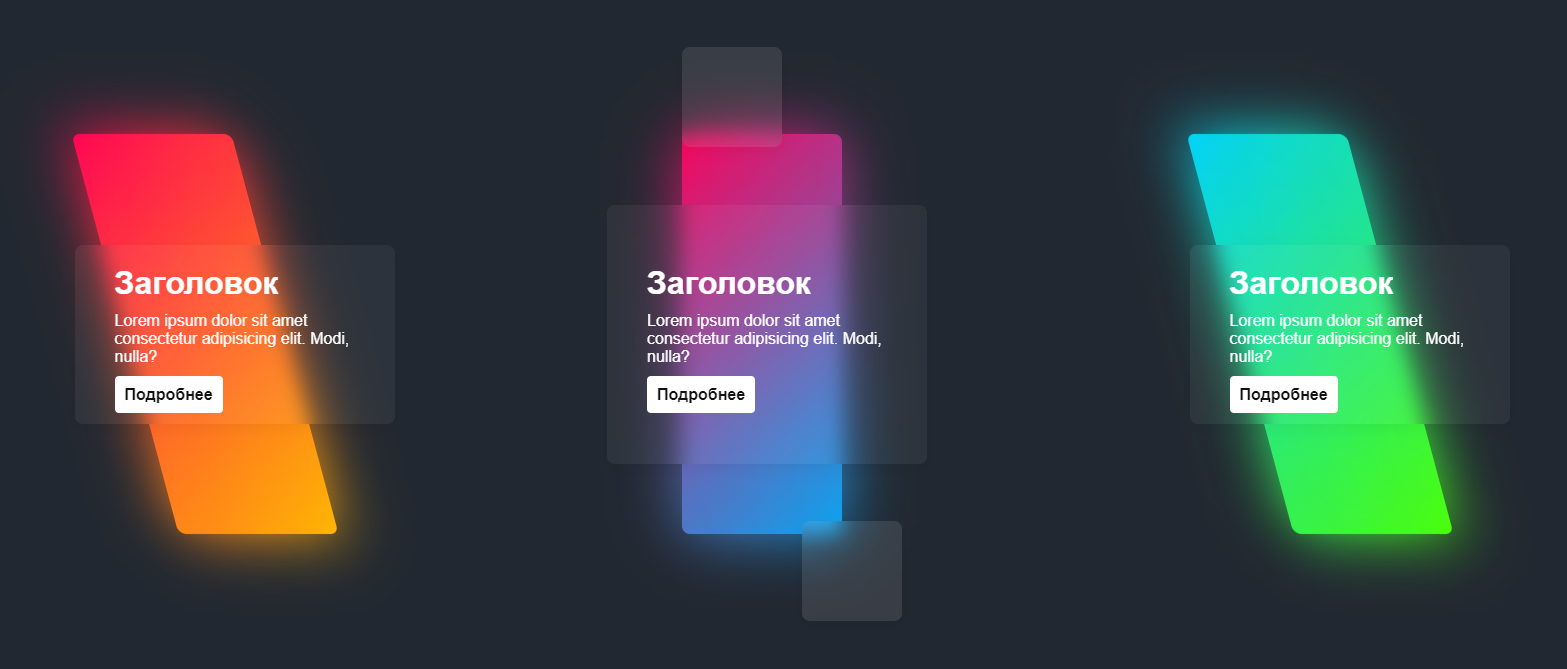 Заголовок
Lorem ipsum dolor sit amet
consectetur adipisicing elit. Modi,
nulla?
Подробнее
Заголовок
Lorem ipsum dolor sit amet
consectetur adipisicing elit. Modi,
nulla?
Подробнее
Заголовок
Lorem ipsum dolor sit amet
consectetur adipisicing elit. Modi,
nulla?
Подробнее